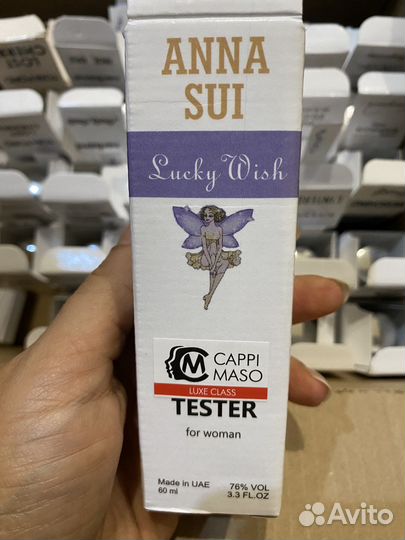 ANNA
SUI
Lucky Wish
CM CAPPI
MASO
LUXE CLASS
TESTER
for woman
Made in UAE 76% VOL
60 ml 3.3 FL.OZ
Avito